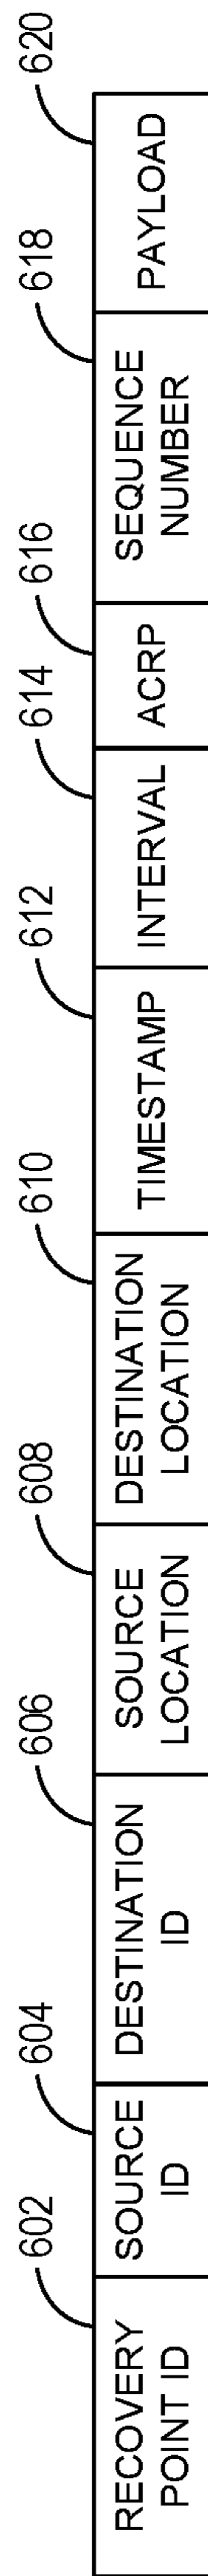 602
604
606
608
610
612
614
616
618
620
RECOVERY
POINT ID
SOURCE
ID
DESTINATION
ID
SOURCE
LOCATION
DESTINATION
LOCATION
TIMESTAMP
INTERVAL
ACRP
SEQUENCE
NUMBER
PAYLOAD